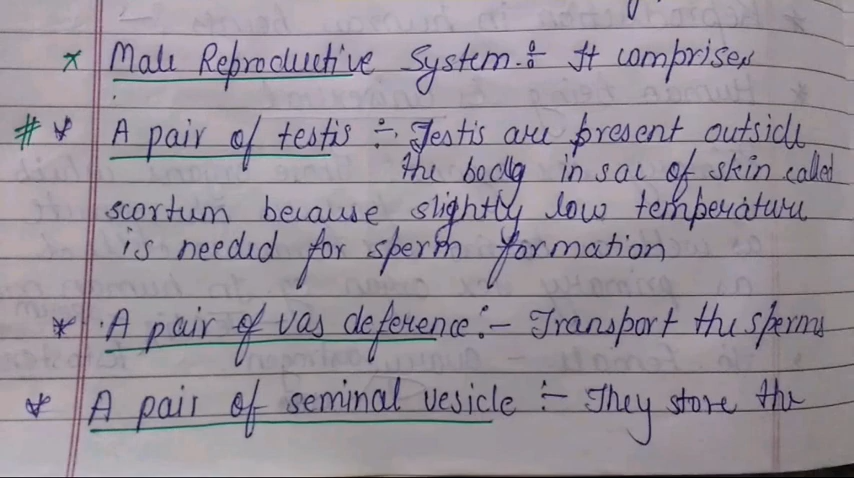 * Male Reproductive System :- It comprises
# * A pair of testis :- Testis are present outside
the body in sac of skin called
scortum because slightly low temperature
is needed for sperm formation
* A pair of vas deference :- Transport the sperms
* A pair of seminal vesicle :- They store the